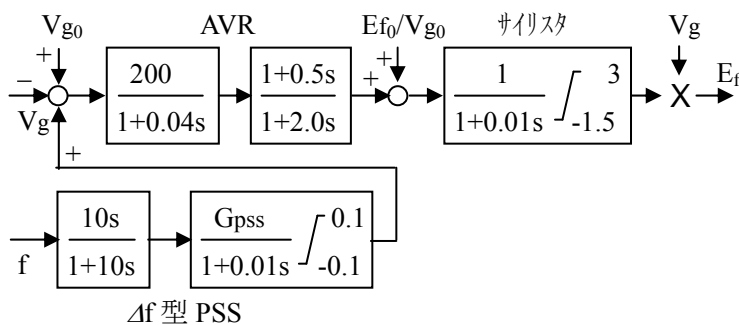 AVR
Vg₀
Ef₀/Vg₀
ｻｲﾘｽﾀ
Vg
+
+
−
200
1+0.04s
1+0.5s
1+2.0s
+
1
1+0.01s
3
-1.5
X
Ef
Vg
+
f
10s
1+10s
Gpss
1+0.01s
0.1
-0.1
Δf 型 PSS